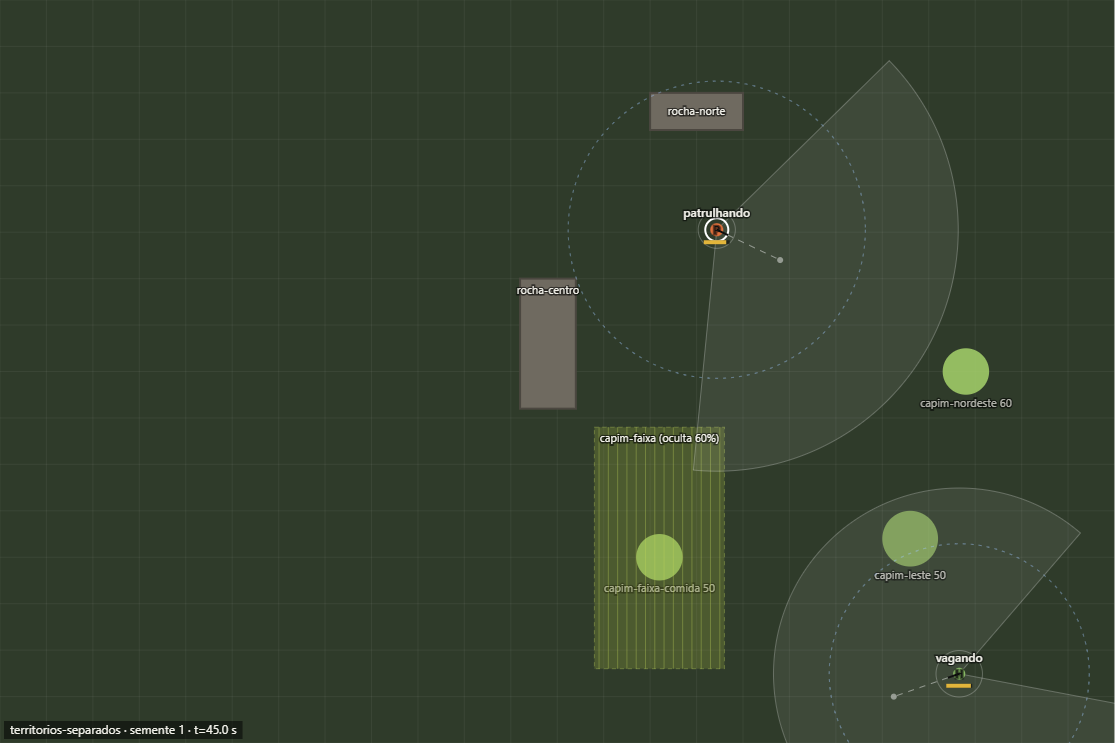 rocha-norte
patrulhando
rocha-centro
capim-nordeste 60
capim-faixa (oculta 60%)
capim-leste 50
capim-faixa-comida 50
vagando
territorios-separados · semente 1 · t=45.0 s